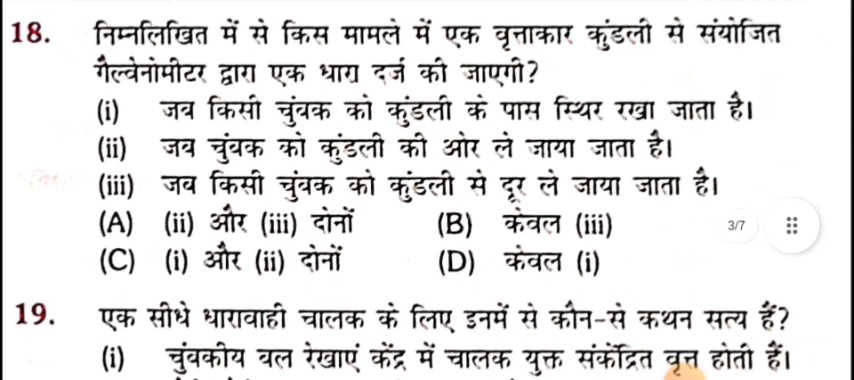 18. निम्नलिखित में से किस मामले में एक वृत्ताकार कुंडली से संयोजित
गैल्वेनोमीटर द्वारा एक धारा दर्ज की जाएगी?
(i) जब किसी चुंबक को कुंडली के पास स्थिर रखा जाता है।
(ii) जब चुंबक को कुंडली की ओर ले जाया जाता है।
(iii) जब किसी चुंबक को कुंडली से दूर ले जाया जाता है।
(A) (ii) और (iii) दोनों (B) केवल (iii)
3/7
(C) (i) और (ii) दोनों (D) केवल (i)
19. एक सीधे धारावाही चालक के लिए इनमें से कौन-से कथन सत्य हैं?
(i) चुंबकीय बल रेखाएं केंद्र में चालक युक्त संकेंद्रित वृत्त होती हैं।